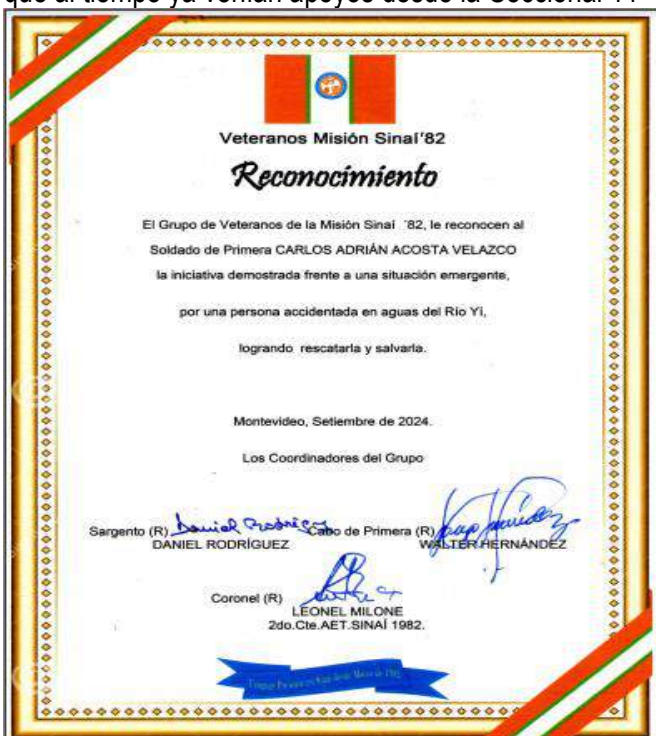 que al tiempo ya venían apoyos desde la Seccional 11
Veteranos Misión Sinaí'82
Reconocimiento
El Grupo de Veteranos de la Misión Sinaí ´82, le reconocen al
Soldado de Primera CARLOS ADRIÁN ACOSTA VELAZCO
la iniciativa demostrada frente a una situación emergente,
por una persona accidentada en aguas del Río Yí,
logrando rescatarla y salvarla.
Montevideo, Setiembre de 2024.
Los Coordinadores del Grupo
Sargento (R) Daniel Rodríguez Cabo de Primera (R)
DANIEL RODRÍGUEZ WALTER HERNÁNDEZ
Coronel (R)
LEONEL MILONE
2do.Cte.AET.SINAÍ 1982.